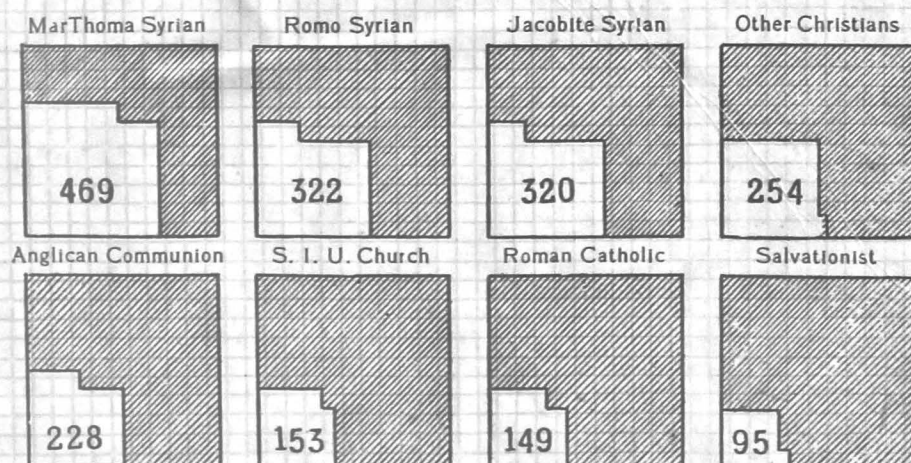 MarThoma Syrian
Romo Syrian
Jacobite Syrian
Other Christians
469
322
320
254
Anglican Communion
S. I. U. Church
Roman Catholic
Salvationist
228
153
149
95